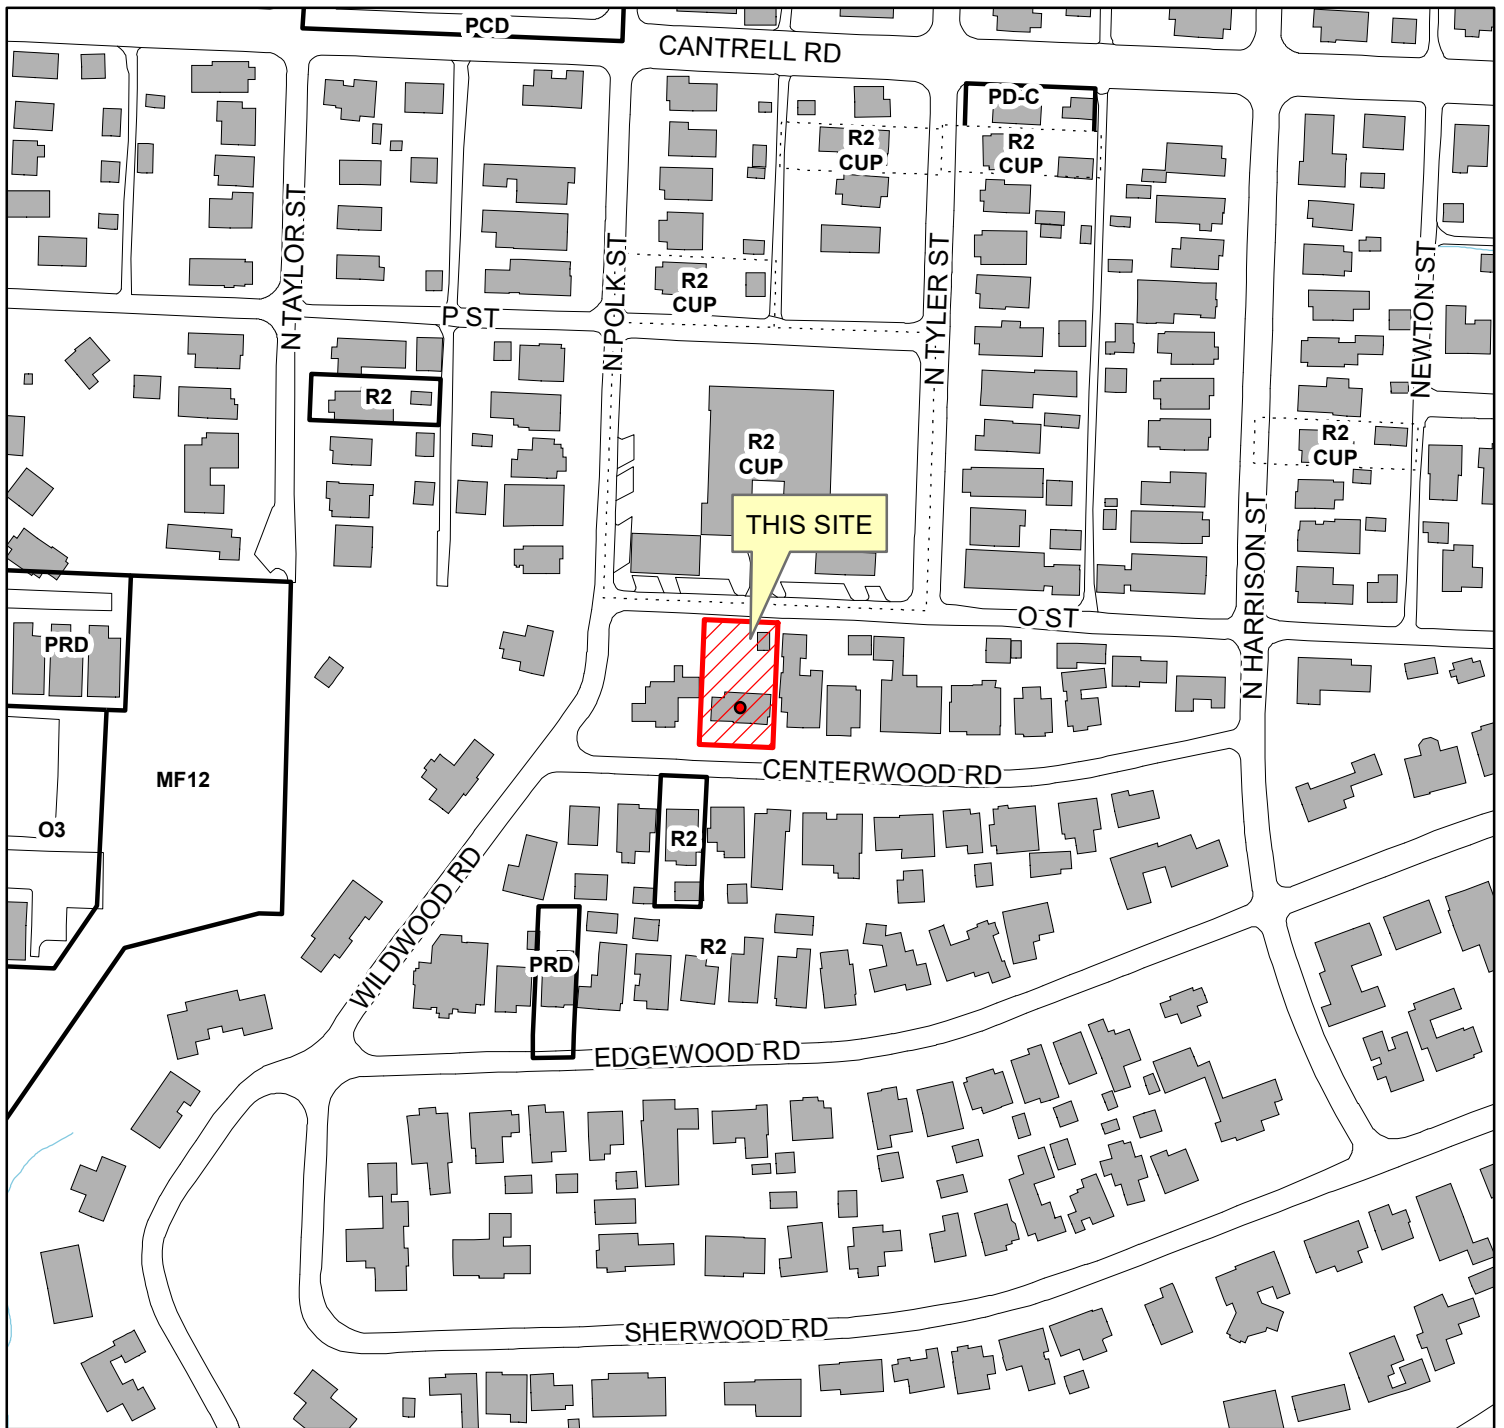 PCD
CANTRELL RD
PD-C
R2
CUP
R2
CUP
N TAYLOR ST
N POLK ST
N TYLER ST
NEWTON ST
R2
CUP
P ST
R2
R2
CUP
R2
CUP
THIS SITE
N HARRISON ST
O ST
PRD
MF12
CENTERWOOD RD
O3
R2
WILDWOOD RD
R2
PRD
EDGEWOOD RD
SHERWOOD RD